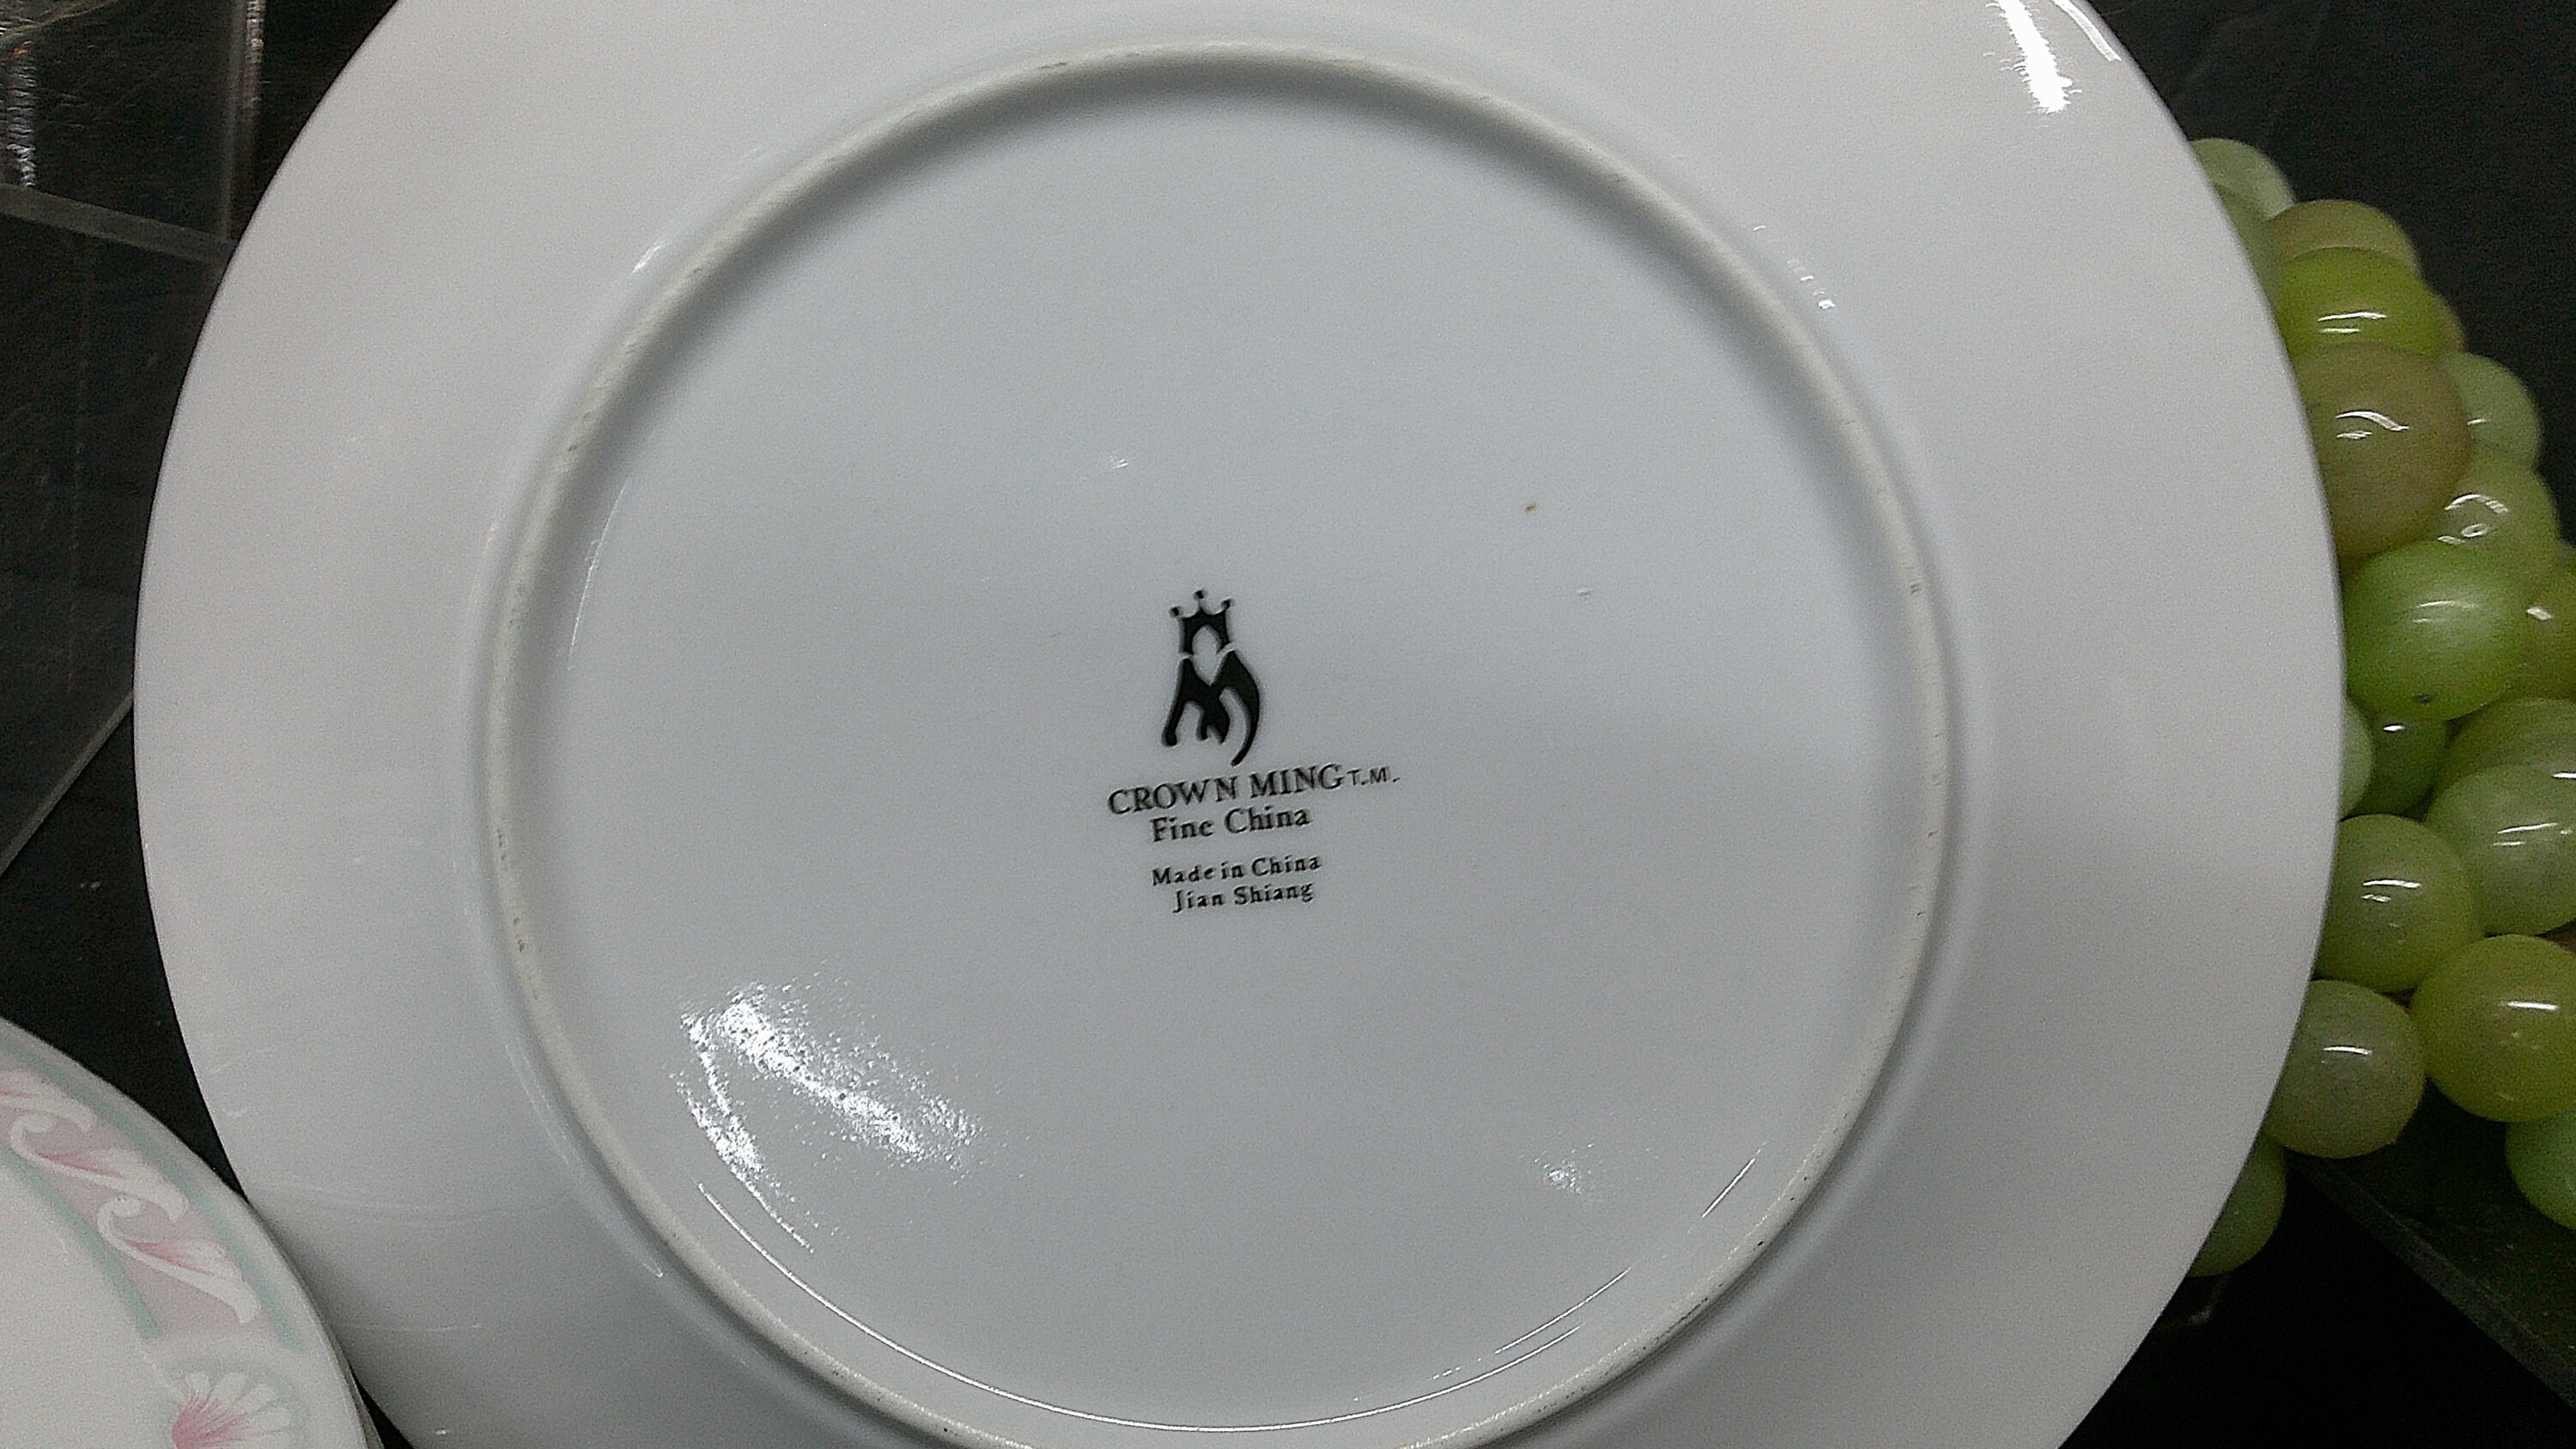 CROWN MING T.M.
Fine China
Made in China
Jian Shiang